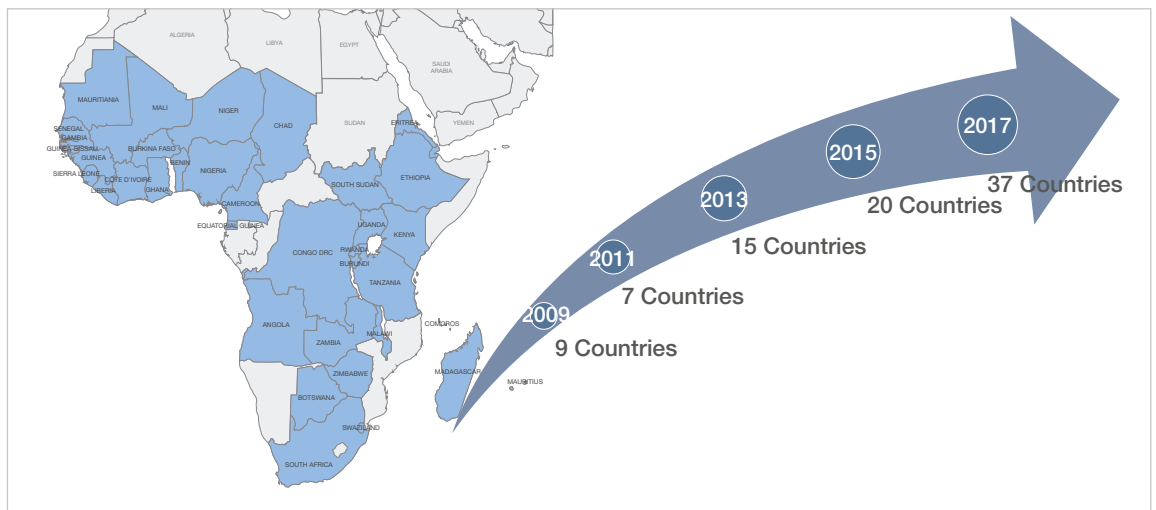 ALGERIA
LIBYA
EGYPT
SAUDI
ARABIA
MAURITIANIA
MALI
NIGER
CHAD
SUDAN
ERITREA
YEMEN
SENEGAL
GAMBIA
GUINEA-BISSAU
GUINEA
BURKINA FASO
BENIN
NIGERIA
SIERRA LEONE
COTE D'IVOIRE
LIBERIA
GHANA
SOUTH SUDAN
ETHIOPIA
CAMEROON
EQUATORIAL GUINEA
UGANDA
KENYA
CONGO DRC
RWANDA
BURUNDI
TANZANIA
ANGOLA
COMOROS
MALAWI
ZAMBIA
ZIMBABWE
MADAGASCAR
MAURITIUS
BOTSWANA
SWAZILAND
SOUTH AFRICA
2009
9 Countries
2011
7 Countries
2013
15 Countries
2015
20 Countries
2017
37 Countries